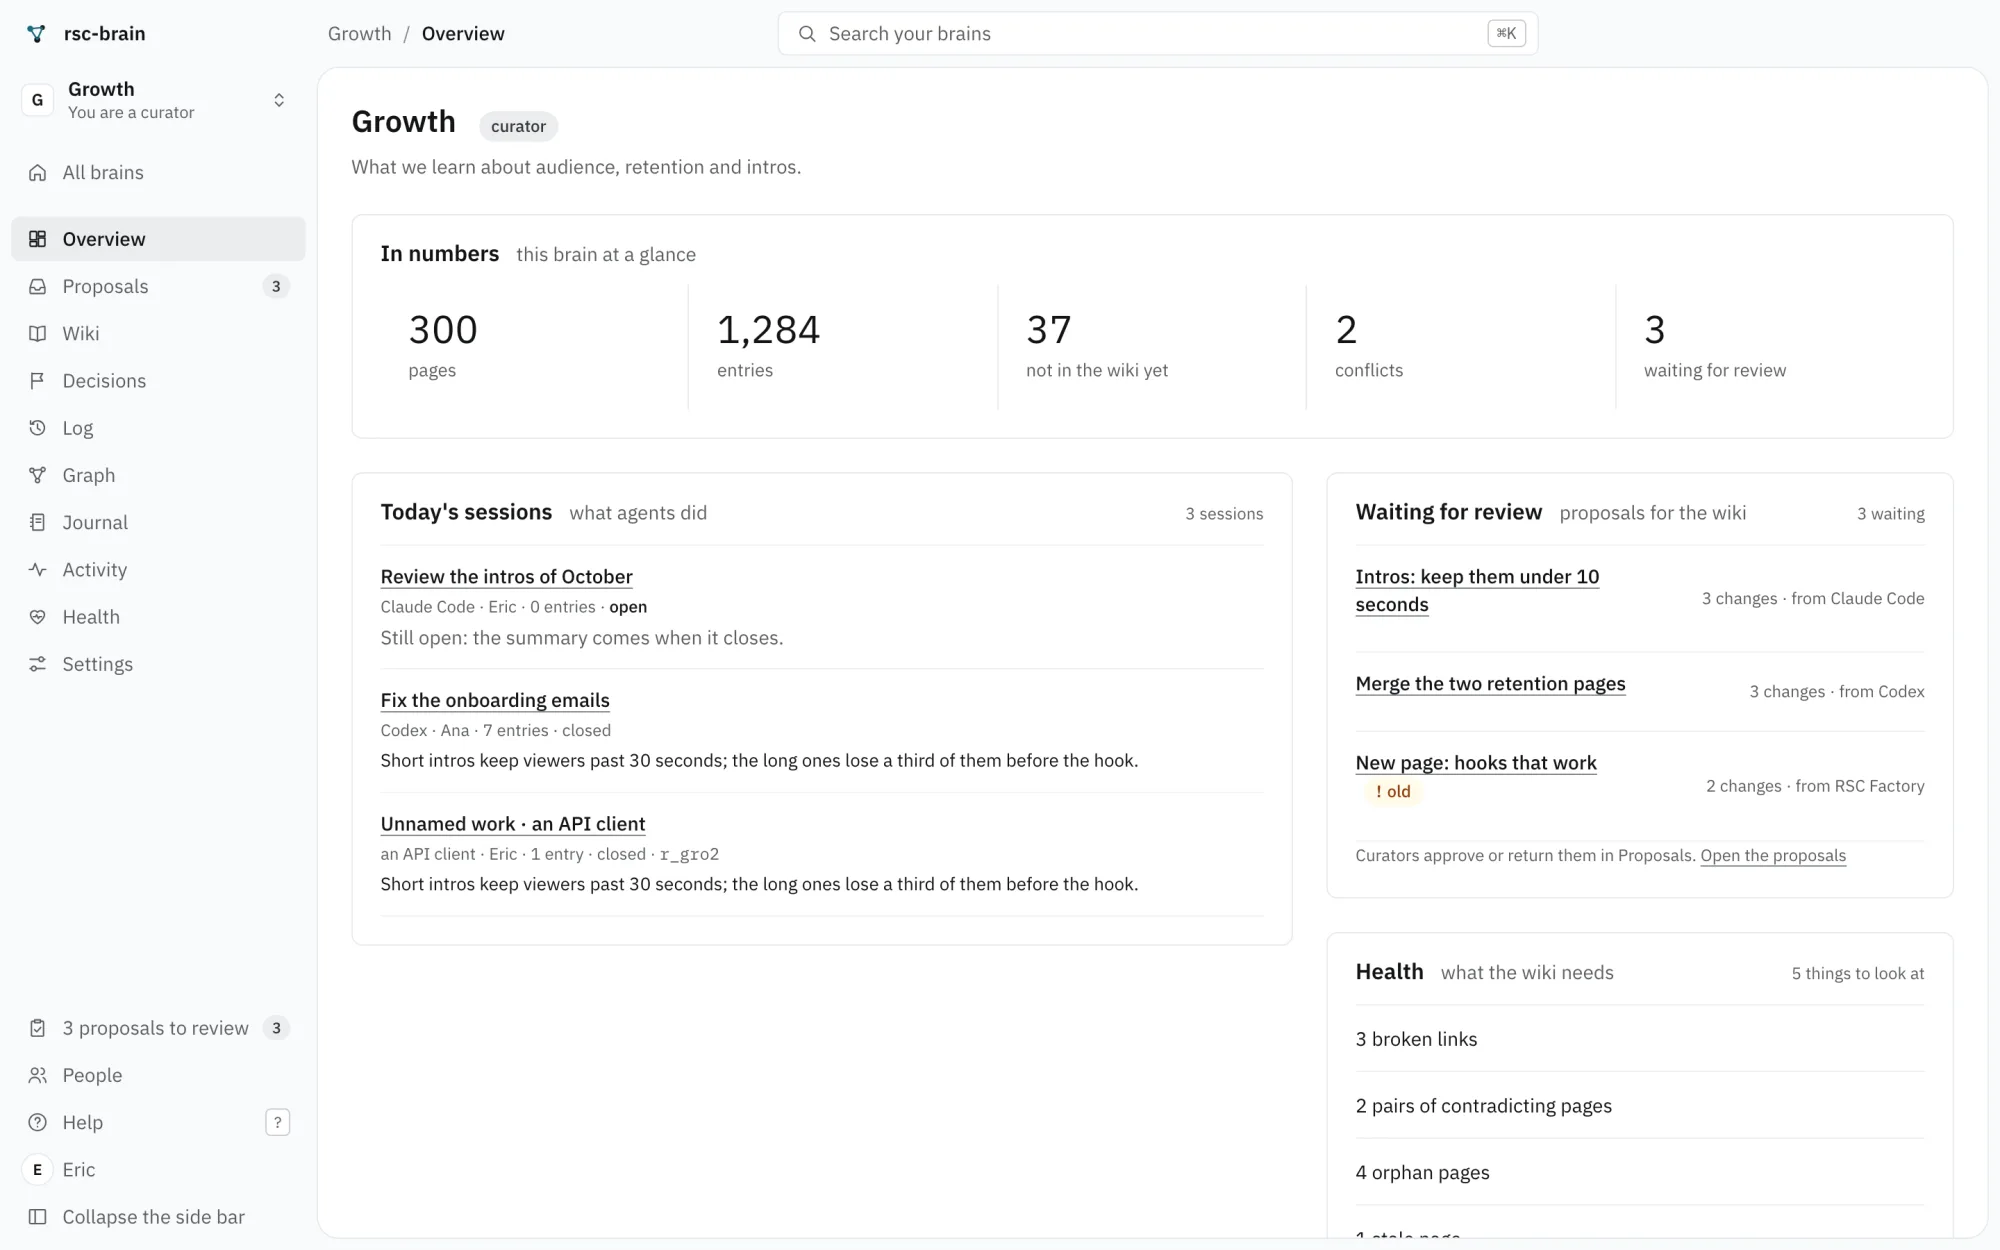 rsc-brain
Growth / Overview
Search your brains
⌘K
G
Growth
You are a curator
All brains
Overview
Proposals 3
Wiki
Decisions
Log
Graph
Journal
Activity
Health
Settings
3 proposals to review 3
People
Help ?
E Eric
Collapse the side bar
Growth curator
What we learn about audience, retention and intros.
In numbers this brain at a glance
300
pages
1,284
entries
37
not in the wiki yet
2
conflicts
3
waiting for review
Today's sessions what agents did 3 sessions
Review the intros of October
Claude Code · Eric · 0 entries · open
Still open: the summary comes when it closes.
Fix the onboarding emails
Codex · Ana · 7 entries · closed
Short intros keep viewers past 30 seconds; the long ones lose a third of them before the hook.
Unnamed work · an API client
an API client · Eric · 1 entry · closed · r_gro2
Short intros keep viewers past 30 seconds; the long ones lose a third of them before the hook.
Waiting for review proposals for the wiki 3 waiting
Intros: keep them under 10
seconds
3 changes · from Claude Code
Merge the two retention pages
3 changes · from Codex
New page: hooks that work
! old
2 changes · from RSC Factory
Curators approve or return them in Proposals. Open the proposals
Health what the wiki needs 5 things to look at
3 broken links
2 pairs of contradicting pages
4 orphan pages
1 stale page